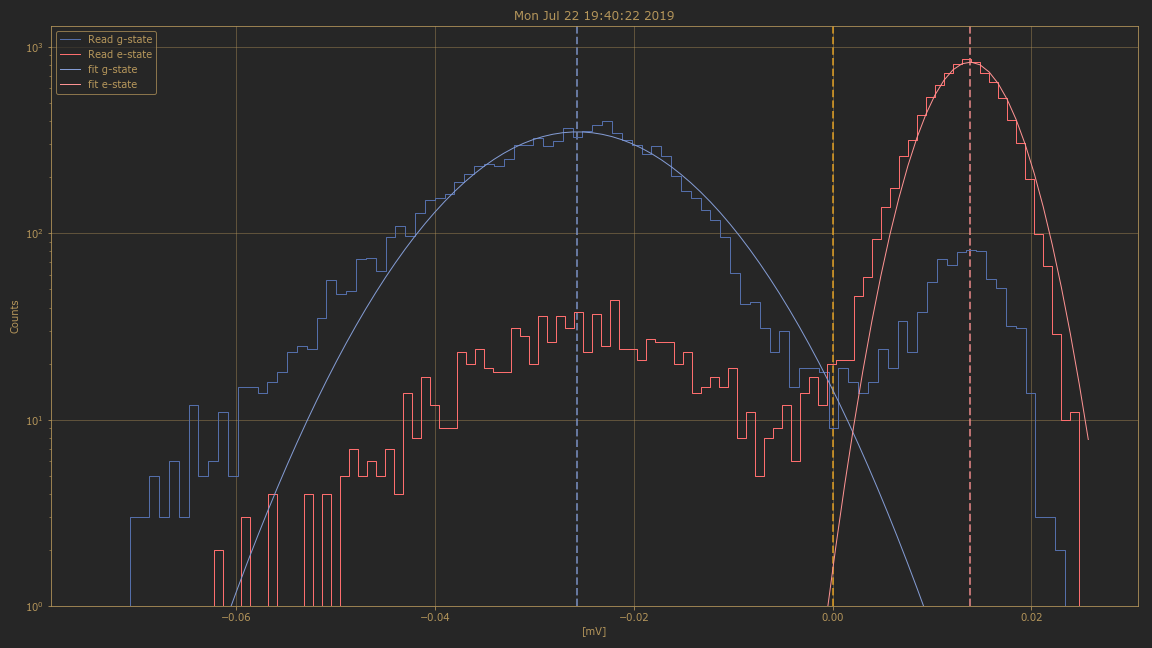 Mon Jul 22 19:40:22 2019
Read g-state
Read e-state
fit g-state
fit e-state
Counts
10³
10²
10¹
10⁰
−0.06 −0.04 −0.02 0.00 0.02
[mV]